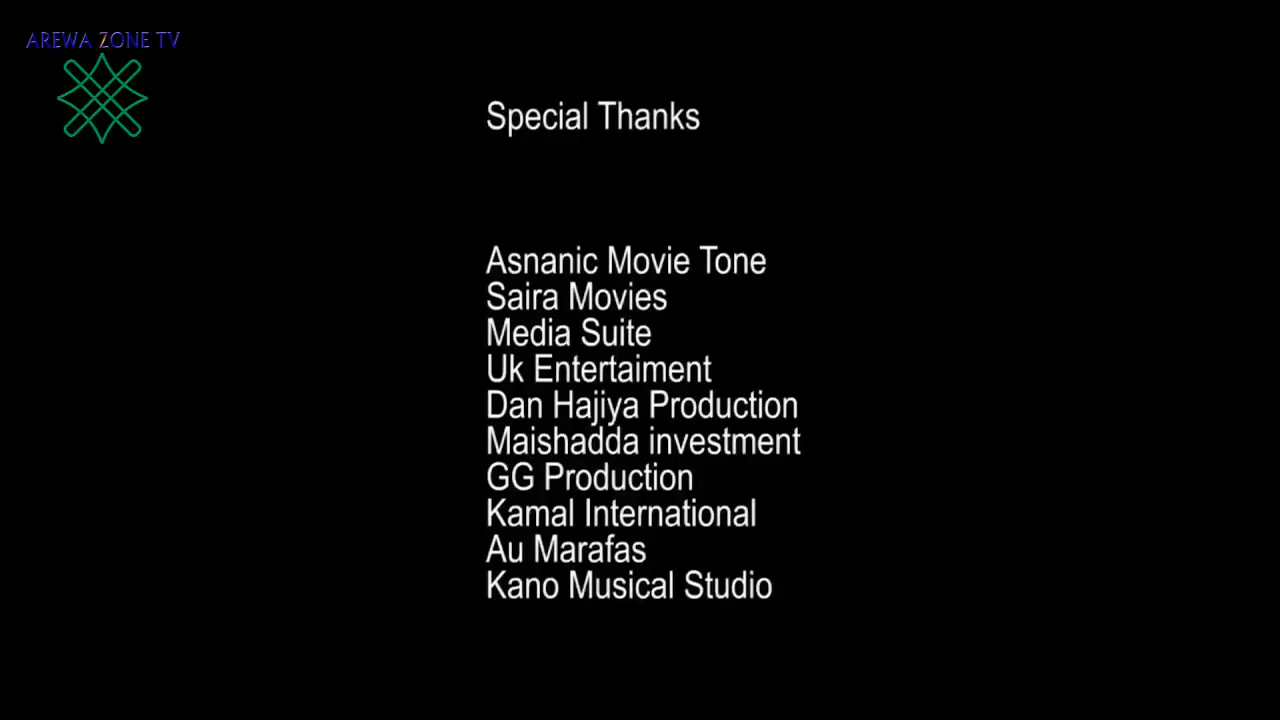 AREWA ZONE TV
Special Thanks
Asnanic Movie Tone
Saira Movies
Media Suite
Uk Entertaiment
Dan Hajiya Production
Maishadda investment
GG Production
Kamal International
Au Marafas
Kano Musical Studio